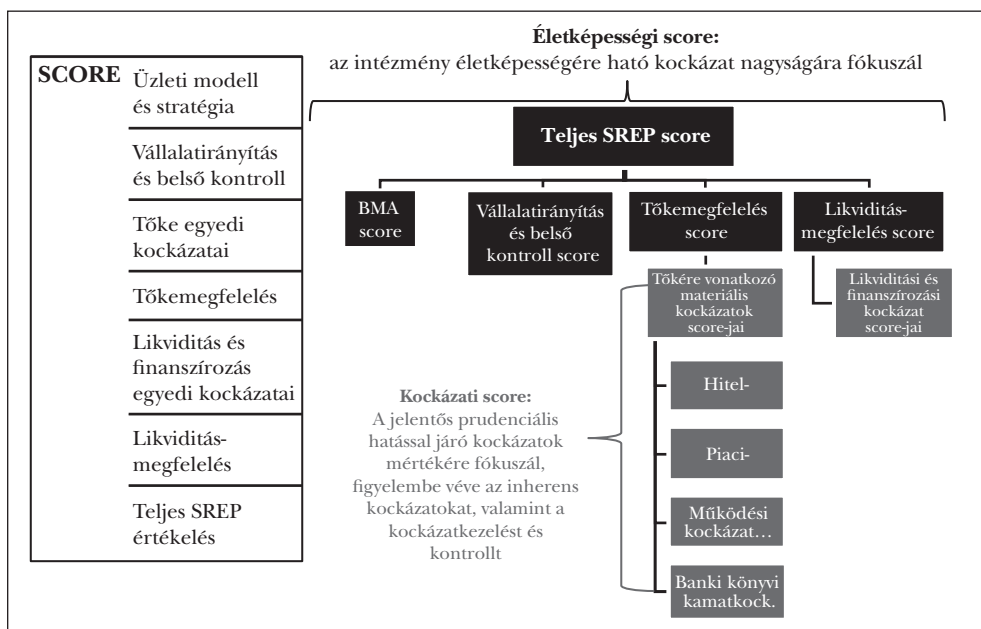 SCORE
Üzleti modell
és stratégia
Vállalatirányítás
és belső kontroll
Tőke egyedi
kockázatai
Tőkemegfelelés
Likviditás és
finanszírozás
egyedi kockázatai
Likviditás-
megfelelés
Teljes SREP
értékelés
Életképességi score:
az intézmény életképességére ható kockázat nagyságára fókuszál
Teljes SREP score
BMA
score
Vállalatirányítás
és belső
kontroll score
Tőkemegfelelés
score
Likviditás-
megfelelés score
Tőkére vonatkozó
materiális
kockázatok
score-jai
Likviditási és
finanszírozási
kockázat
score-jai
Kockázati score:
A jelentős prudenciális
hatással járó kockázatok
mértékére fókuszál,
figyelembe véve az inherens
kockázatokat, valamint a
kockázatkezelést és
kontrollt
Hitel-
Piaci-
Működési
kockázat…
Banki könyvi
kamatkock.